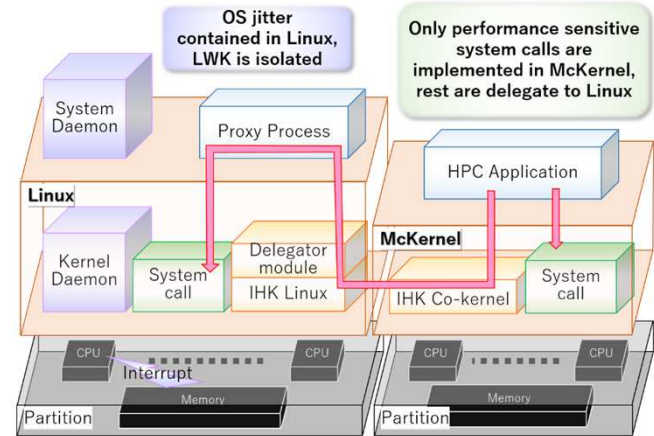 OS jitter
contained in Linux,
LWK is isolated
Only performance sensitive
system calls are
implemented in McKernel,
rest are delegate to Linux
System
Daemon
Proxy Process
HPC Application
Linux
Kernel
Daemon
System
call
Delegator
module
IHK Linux
McKernel
IHK Co-kernel
System
call
CPU
CPU
Interrupt
Memory
Partition
CPU
CPU
Memory
Partition